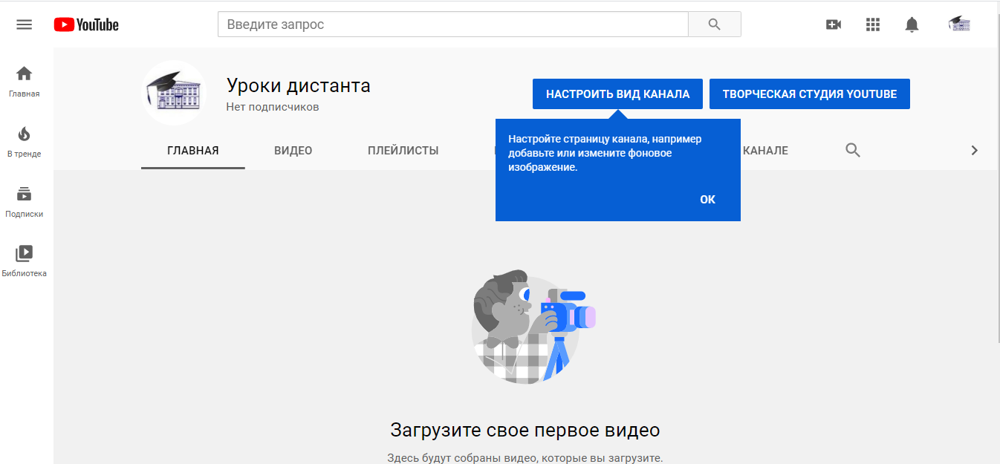 YouTube
Введите запрос
Главная
В тренде
Подписки
Библиотека
Уроки дистанта
Нет подписчиков
НАСТРОИТЬ ВИД КАНАЛА
ТВОРЧЕСКАЯ СТУДИЯ YOUTUBE
Настройте страницу канала, например
добавьте или измените фоновое
изображение.
ОК
ГЛАВНАЯ
ВИДЕО
ПЛЕЙЛИСТЫ
КАНАЛЕ
Загрузите свое первое видео
Здесь будут собраны видео, которые вы загрузите.